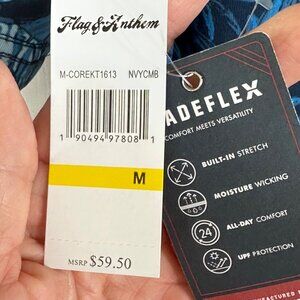 Flag & Anthem
M-COREKT1613 NVYCMB
1 90494 97808 1
M
MSRP $59.50
ADEFLEX
COMFORT MEETS VERSATILITY
BUILT-IN STRETCH
MOISTURE WICKING
24
ALL-DAY COMFORT
UPF PROTECTION